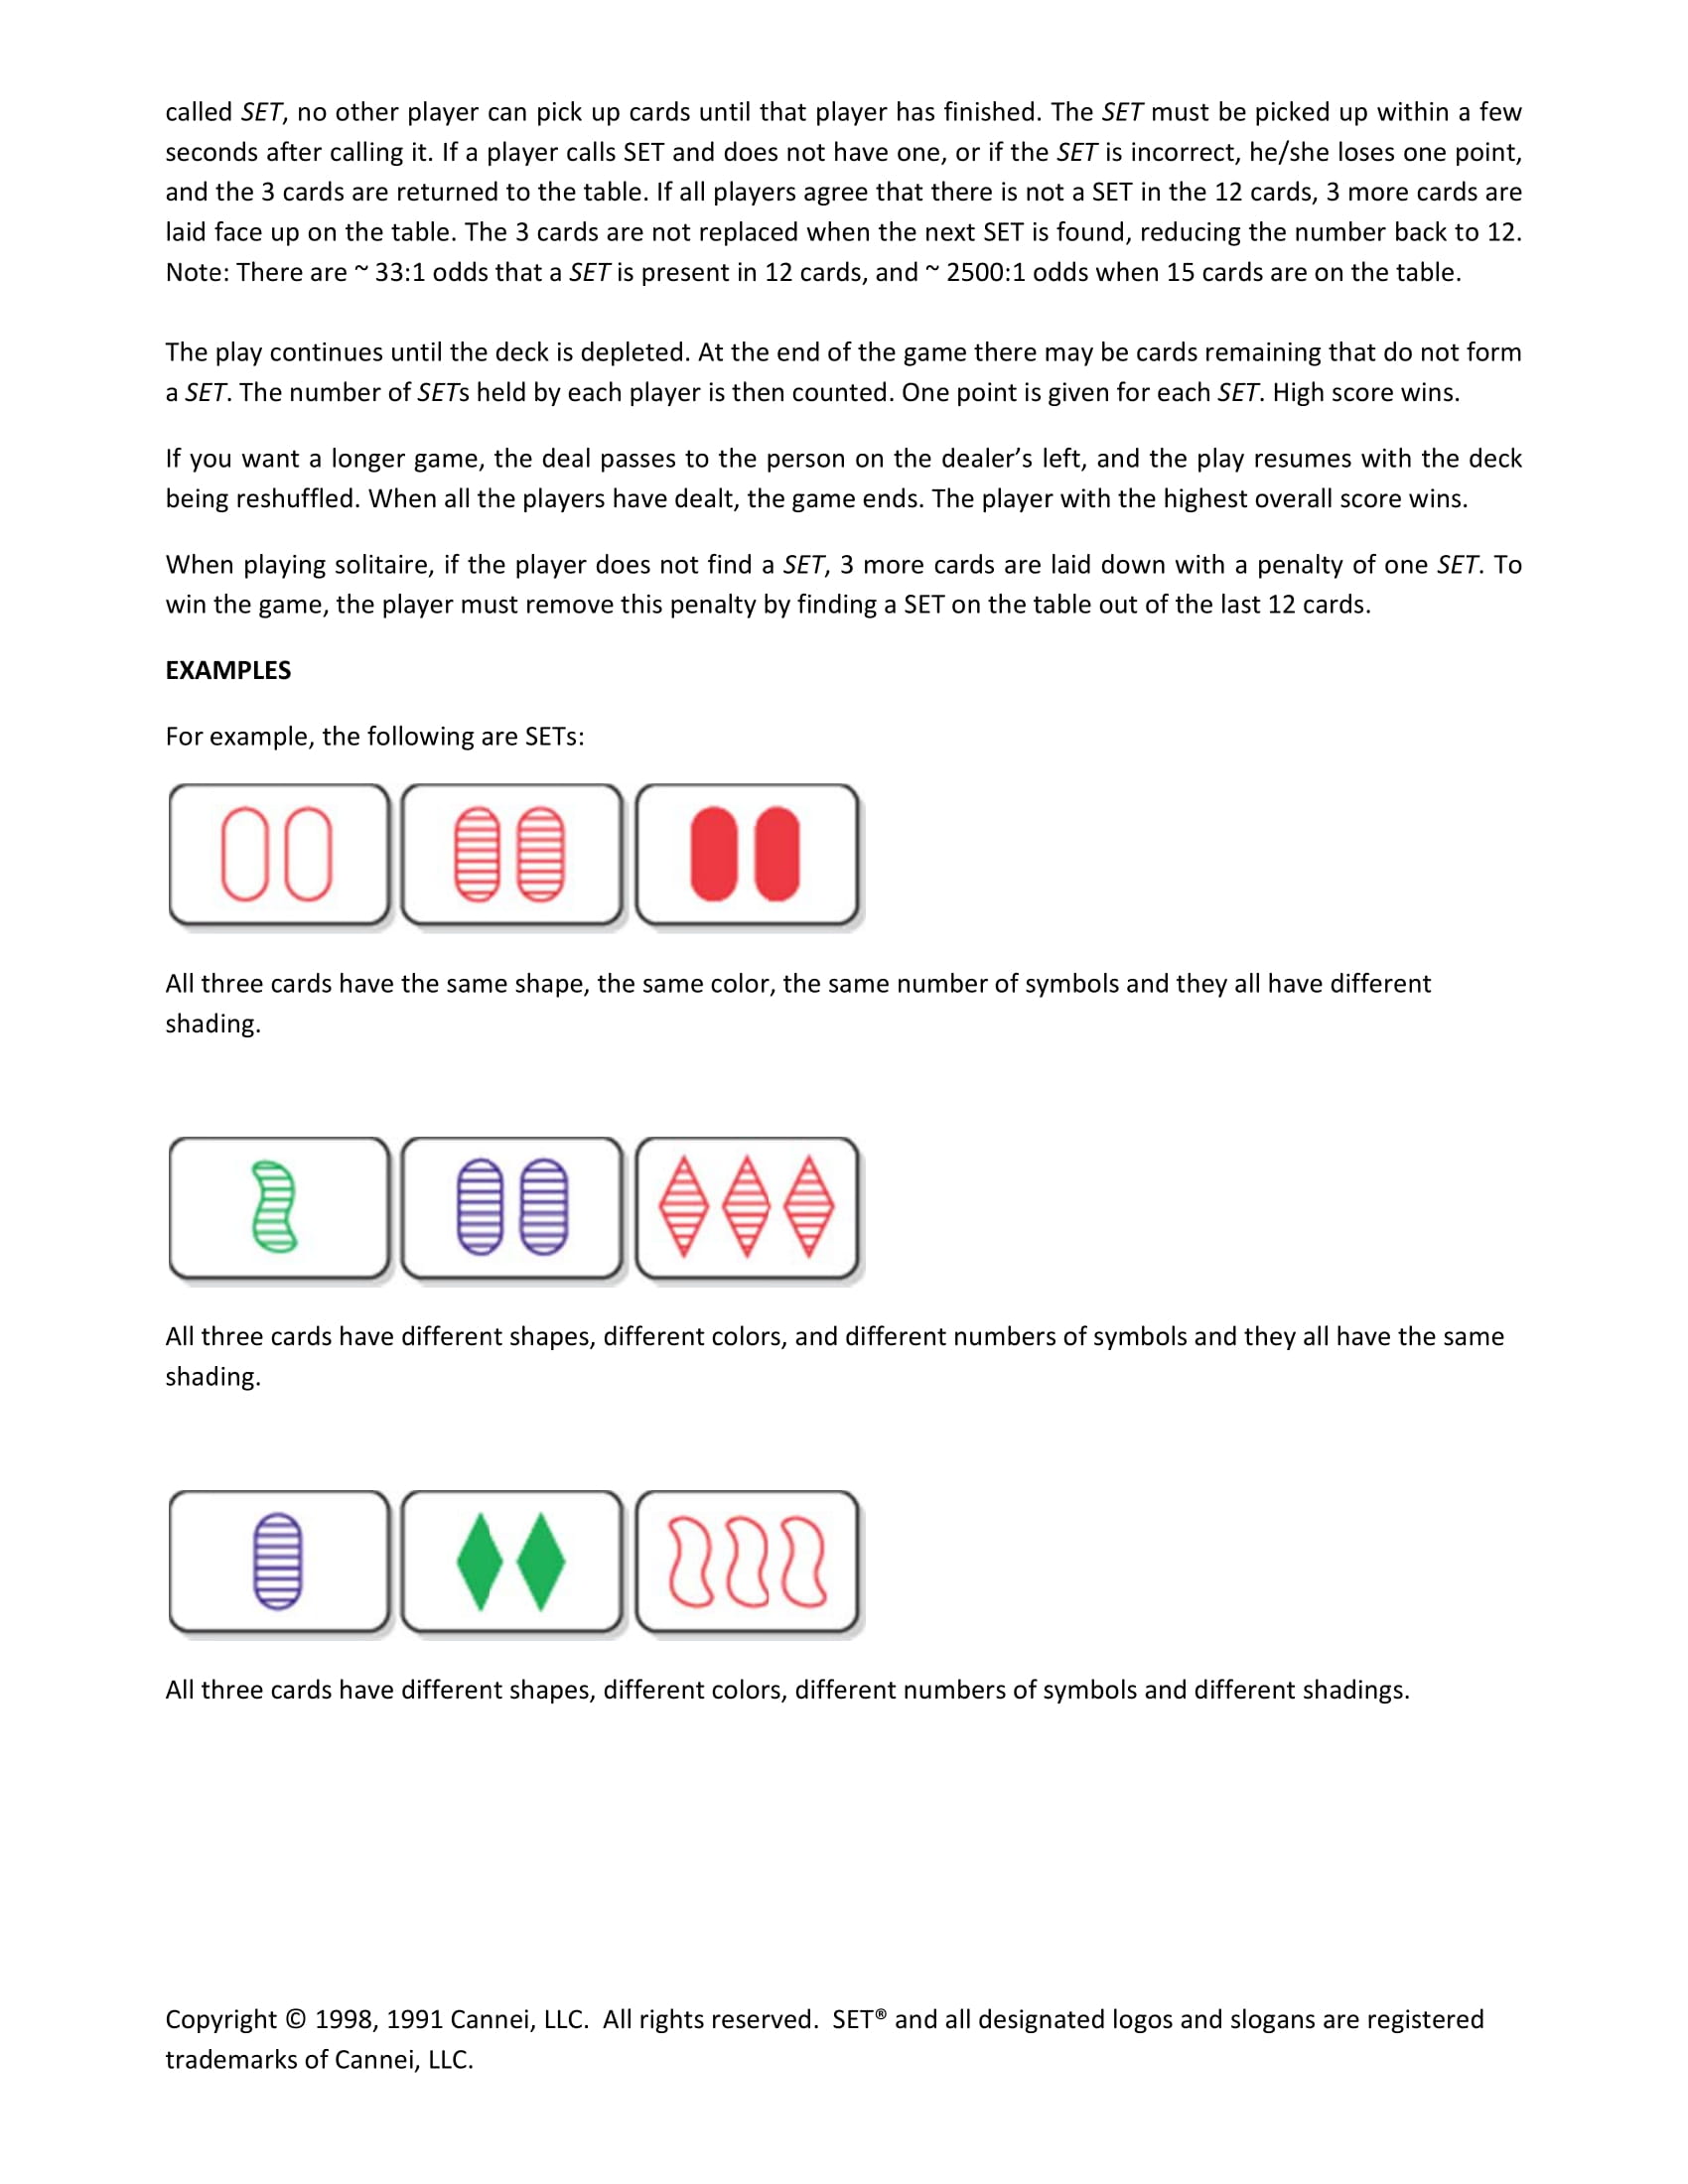 called SET, no other player can pick up cards until that player has finished. The SET must be picked up within a few
seconds after calling it. If a player calls SET and does not have one, or if the SET is incorrect, he/she loses one point,
and the 3 cards are returned to the table. If all players agree that there is not a SET in the 12 cards, 3 more cards are
laid face up on the table. The 3 cards are not replaced when the next SET is found, reducing the number back to 12.
Note: There are ~ 33:1 odds that a SET is present in 12 cards, and ~ 2500:1 odds when 15 cards are on the table.
The play continues until the deck is depleted. At the end of the game there may be cards remaining that do not form
a SET. The number of SETs held by each player is then counted. One point is given for each SET. High score wins.
If you want a longer game, the deal passes to the person on the dealer’s left, and the play resumes with the deck
being reshuffled. When all the players have dealt, the game ends. The player with the highest overall score wins.
When playing solitaire, if the player does not find a SET, 3 more cards are laid down with a penalty of one SET. To
win the game, the player must remove this penalty by finding a SET on the table out of the last 12 cards.
EXAMPLES
For example, the following are SETs:
All three cards have the same shape, the same color, the same number of symbols and they all have different
shading.
All three cards have different shapes, different colors, and different numbers of symbols and they all have the same
shading.
All three cards have different shapes, different colors, different numbers of symbols and different shadings.
Copyright © 1998, 1991 Cannei, LLC.  All rights reserved.  SET® and all designated logos and slogans are registered
trademarks of Cannei, LLC.